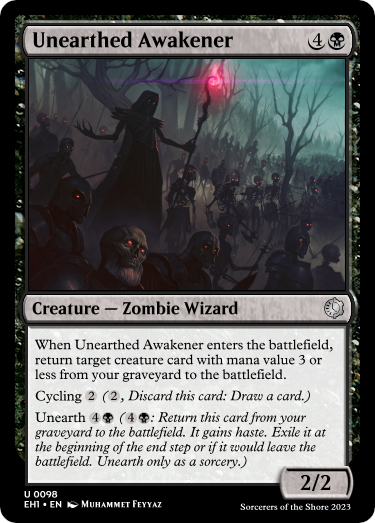 Unearthed Awakener 4
Creature — Zombie Wizard
When Unearthed Awakener enters the battlefield,
return target creature card with mana value 3 or
less from your graveyard to the battlefield.
Cycling 2 (2, Discard this card: Draw a card.)
Unearth 4 (4: Return this card from your
graveyard to the battlefield. It gains haste. Exile it at
the beginning of the end step or if it would leave the
battlefield. Unearth only as a sorcery.)
2/2
U 0098
EH1 • EN Muhammet Feyyaz
Sorcerers of the Shore 2023